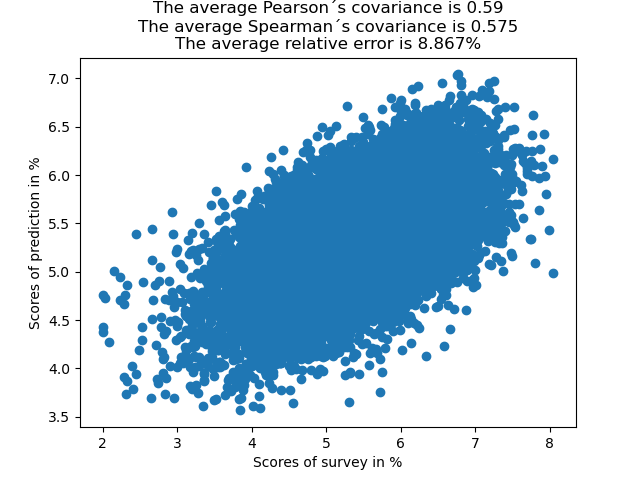 The average Pearson´s covariance is 0.59
The average Spearman´s covariance is 0.575
The average relative error is 8.867%
7.0
6.5
6.0
5.5
5.0
4.5
4.0
3.5
Scores of prediction in %
2 3 4 5 6 7 8
Scores of survey in %